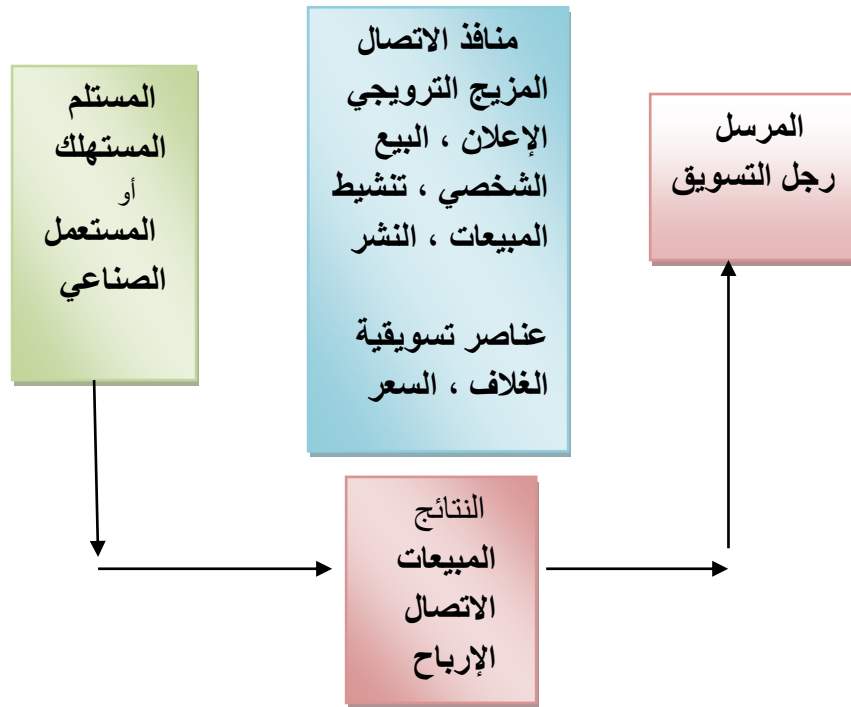 المرسل
رجل التسويق
منافذ الاتصال
المزيج الترويجي
الإعلان ، البيع
الشخصي ، تنشيط
المبيعات ، النشر
عناصر تسويقية
الغلاف ، السعر
المستلم
المستهلك
أو
المستعمل
الصناعي
النتائج
المبيعات
الاتصال
الإرباح